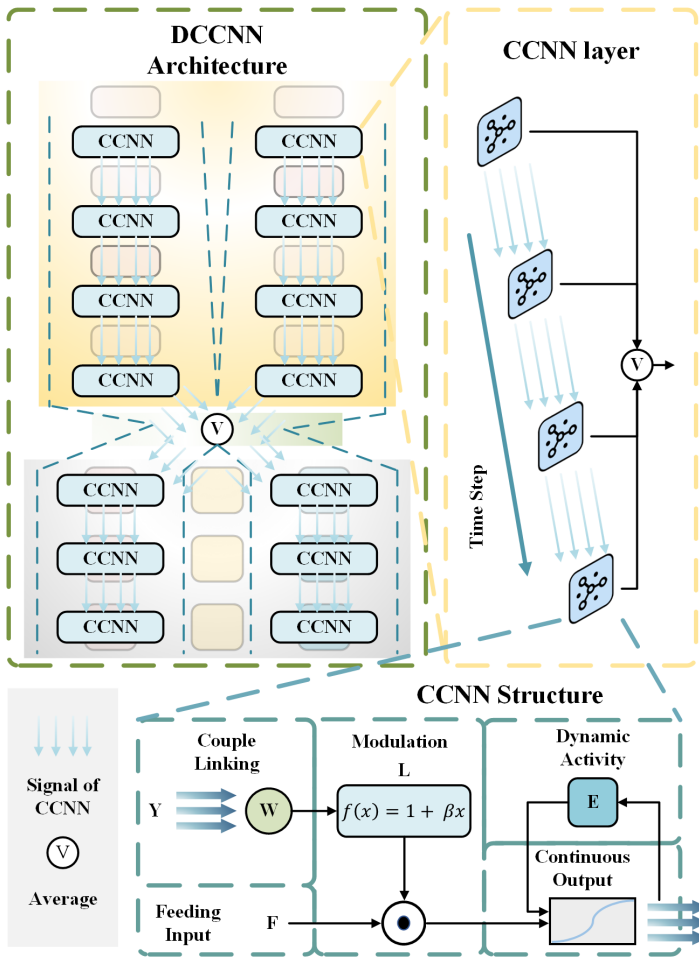 DCCNN
Architecture
CCNN
CCNN
CCNN
CCNN
CCNN
CCNN
CCNN
CCNN
V
CCNN
CCNN
CCNN
CCNN
CCNN
CCNN
CCNN layer
V
Time Step
Signal of
CCNN
V
Average
CCNN Structure
Couple
Linking
Y
W
Modulation
L
f(x) = 1 + βx
Dynamic
Activity
E
Feeding
Input
F
Continuous
Output